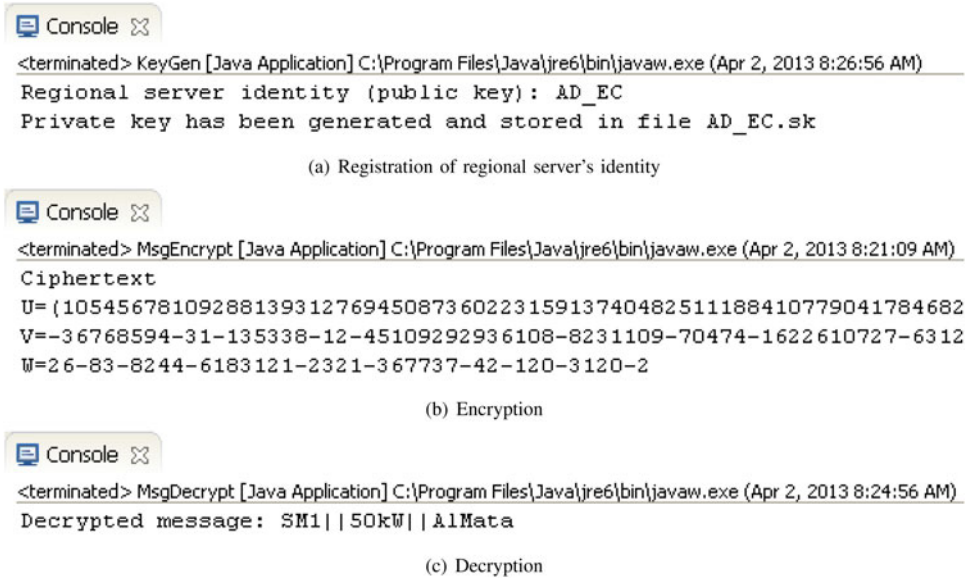 Console
<terminated> KeyGen [Java Application] C:\Program Files\Java\jre6\bin\javaw.exe (Apr 2, 2013 8:26:56 AM)
Regional server identity (public key): AD_EC
Private key has been generated and stored in file AD_EC.sk
(a) Registration of regional server's identity
Console
<terminated> MsgEncrypt [Java Application] C:\Program Files\Java\jre6\bin\javaw.exe (Apr 2, 2013 8:21:09 AM)
Ciphertext
U=(105456781092881393127694508736022315913740482511188410779041784682
V=-36768594-31-135338-12-45109292936108-8231109-70474-1622610727-6312
W=26-83-8244-6183121-2321-367737-42-120-3120-2
(b) Encryption
Console
<terminated> MsgDecrypt [Java Application] C:\Program Files\Java\jre6\bin\javaw.exe (Apr 2, 2013 8:24:56 AM)
Decrypted message: SM1||50kW||AlMata
(c) Decryption